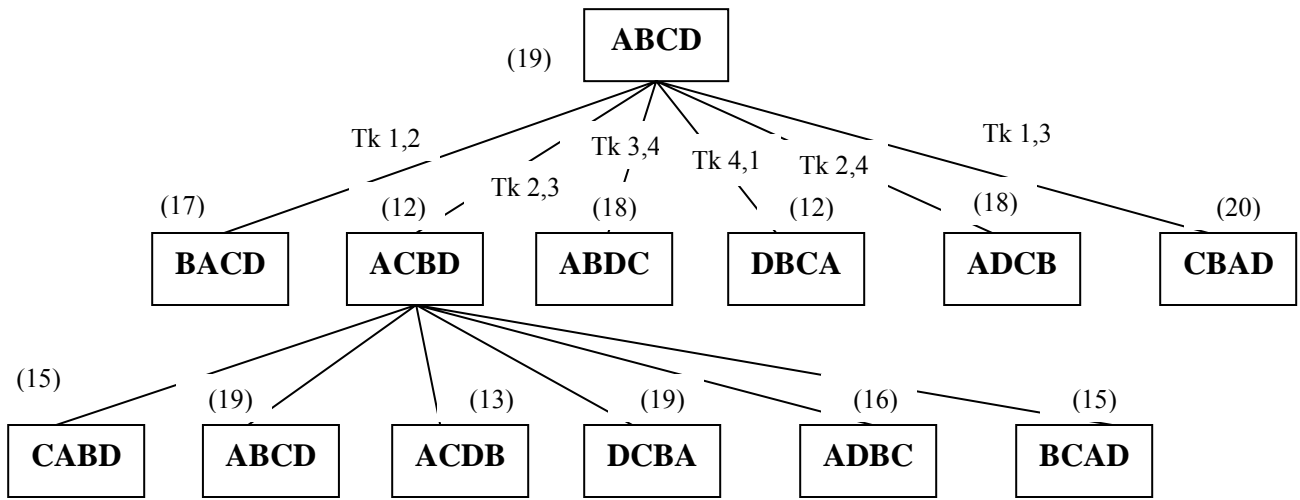 ABCD
(19)
Tk 1,2
Tk 2,3
Tk 3,4
Tk 4,1
Tk 2,4
Tk 1,3
(17)
(12)
(18)
(12)
(18)
(20)
BACD
ACBD
ABDC
DBCA
ADCB
CBAD
(15)
(19)
(13)
(19)
(16)
(15)
CABD
ABCD
ACDB
DCBA
ADBC
BCAD